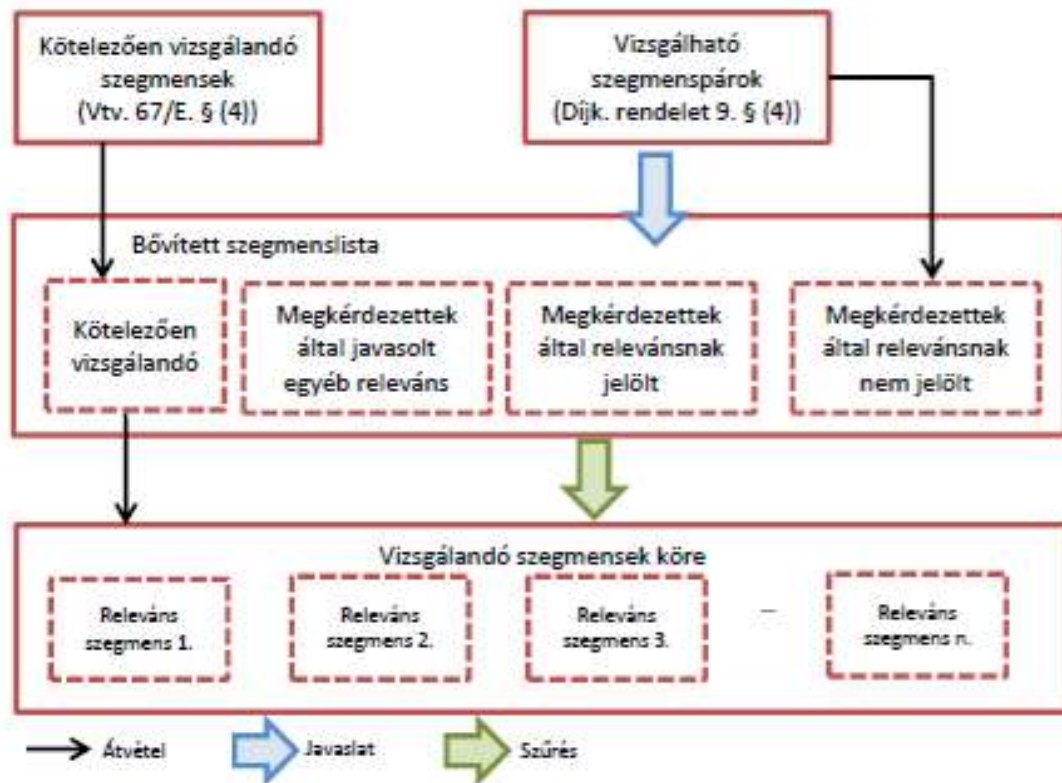 Kötelezően vizsgálandó
szegmensek
(Vtv. 67/E. § (4))
Vizsgálható
szegmenspárok
(Díjk. rendelet 9. § (4))
Bővített szegmenslista
Kötelezően
vizsgálandó
Megkérdezettek
által javasolt
egyéb releváns
Megkérdezettek
által relevánsnak
jelölt
Megkérdezettek
által relevánsnak
nem jelölt
Vizsgálandó szegmensek köre
Releváns
szegmens 1.
Releváns
szegmens 2.
Releváns
szegmens 3.
...
Releváns
szegmens n.
Átvétel
Javaslat
Szűrés